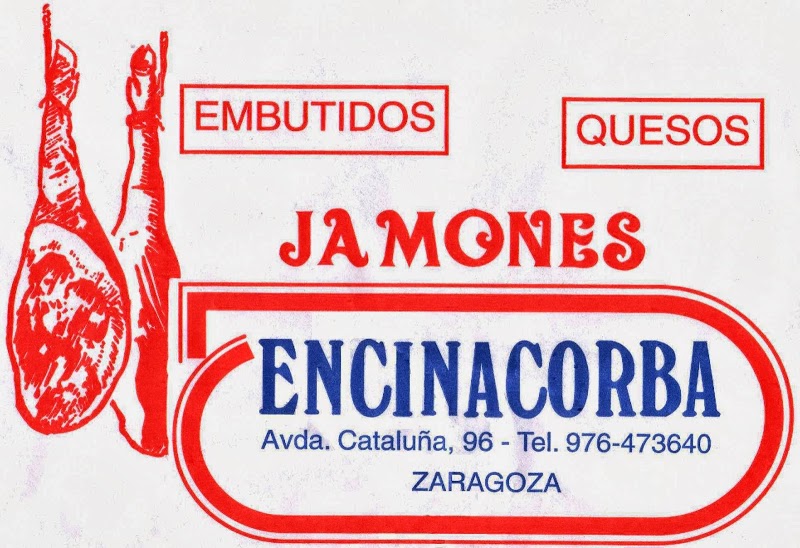 EMBUTIDOS
QUESOS
JAMONES
ENCINACORBA
Avda. Cataluña, 96 - Tel. 976-473640
ZARAGOZA